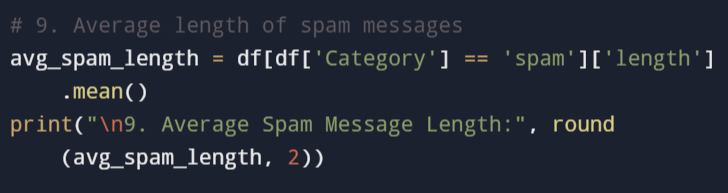 # 9. Average length of spam messages
avg_spam_length = df[df['Category'] == 'spam']['length']
    .mean()
print("\n9. Average Spam Message Length:", round
    (avg_spam_length, 2))